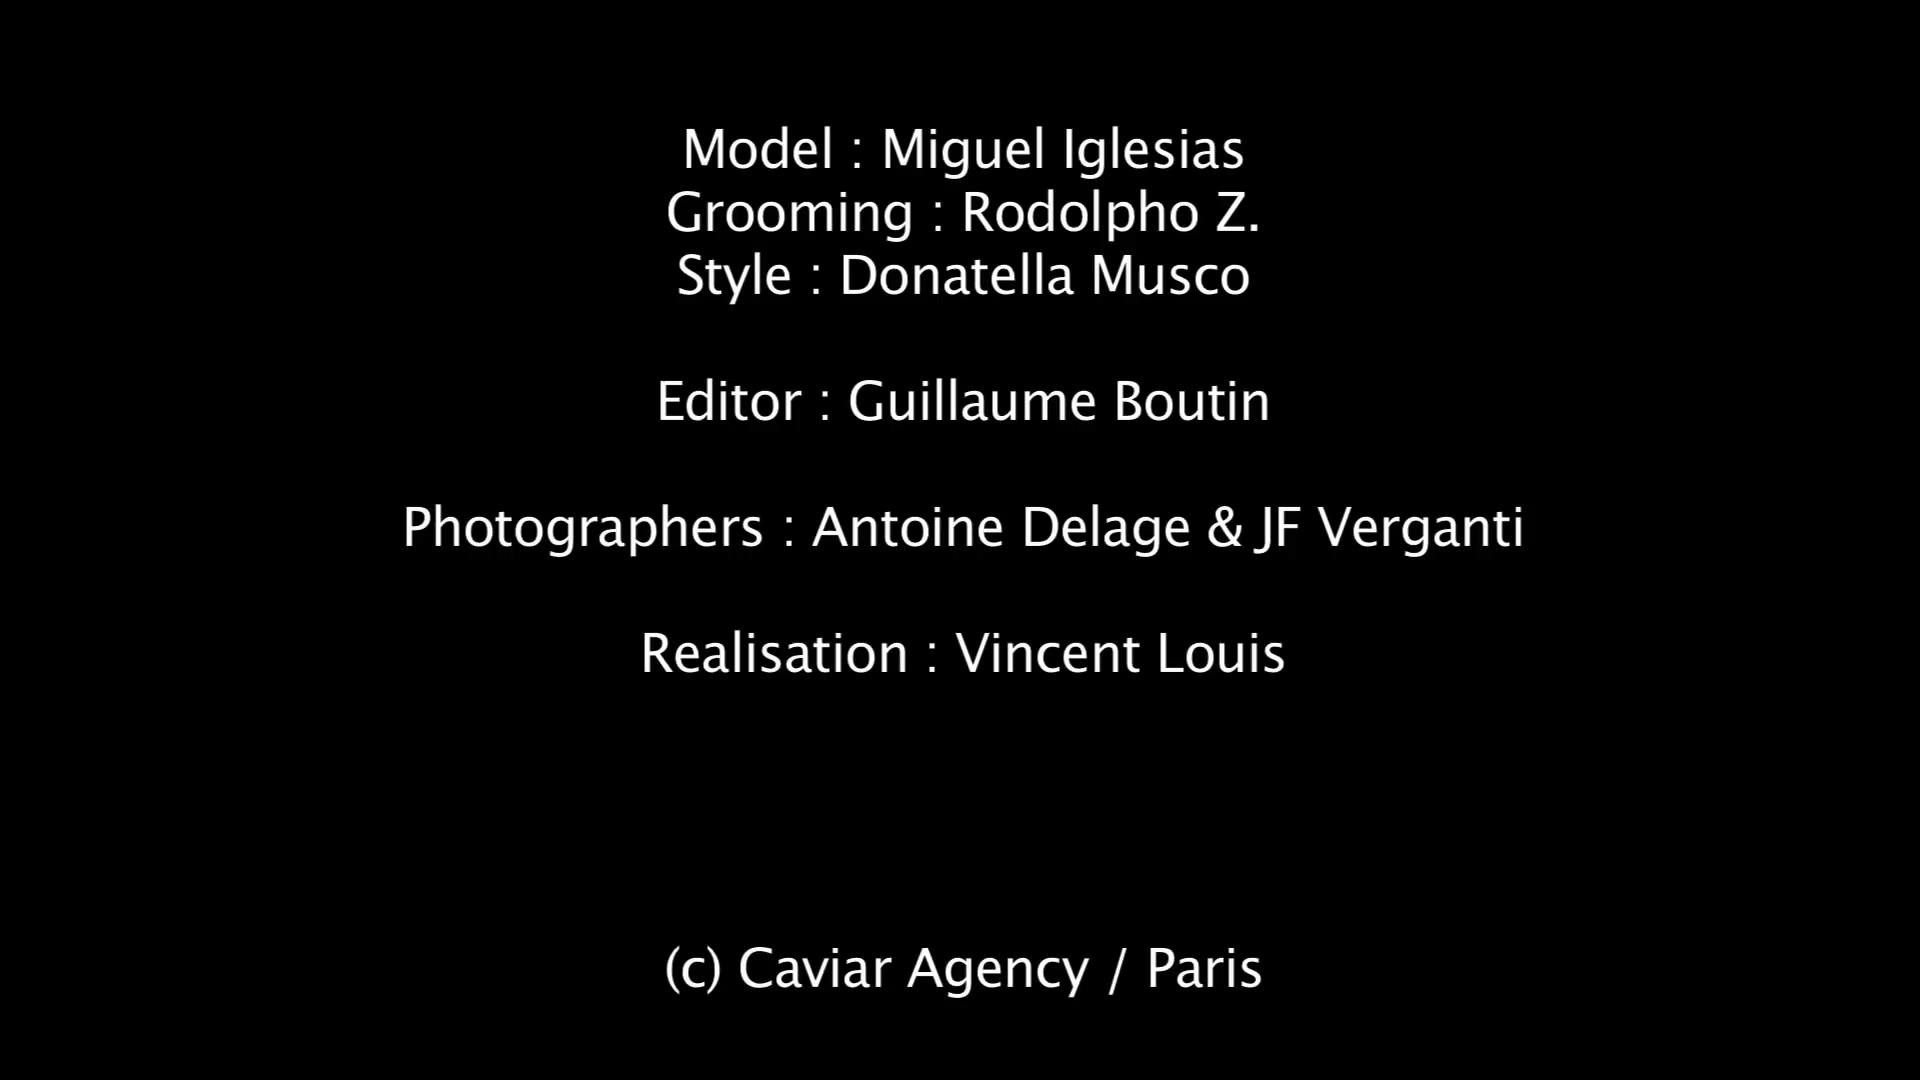 Model : Miguel Iglesias
Grooming : Rodolpho Z.
Style : Donatella Musco
Editor : Guillaume Boutin
Photographers : Antoine Delage & JF Verganti
Realisation : Vincent Louis
(c) Caviar Agency / Paris